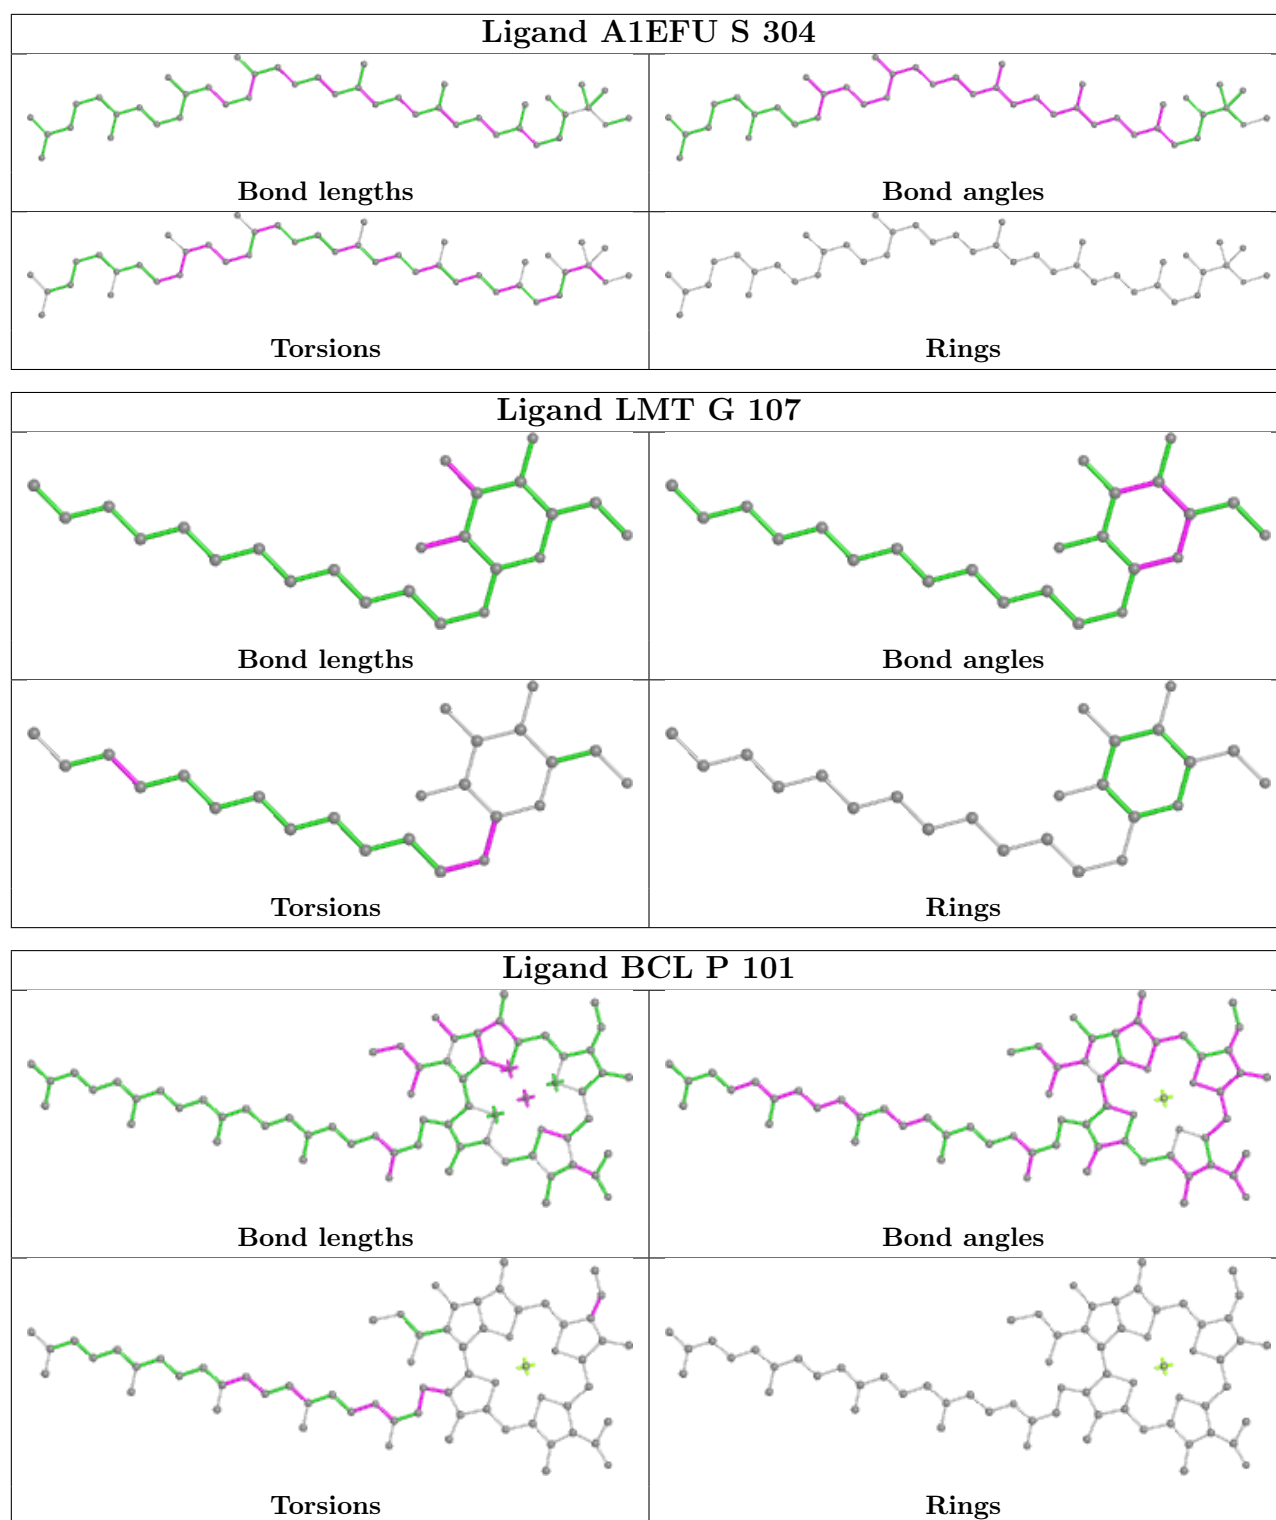 Ligand A1EFU S 304
Bond lengths
Bond angles
Torsions
Rings
Ligand LMT G 107
Bond lengths
Bond angles
Torsions
Rings
Ligand BCL P 101
Bond lengths
Bond angles
Torsions
Rings